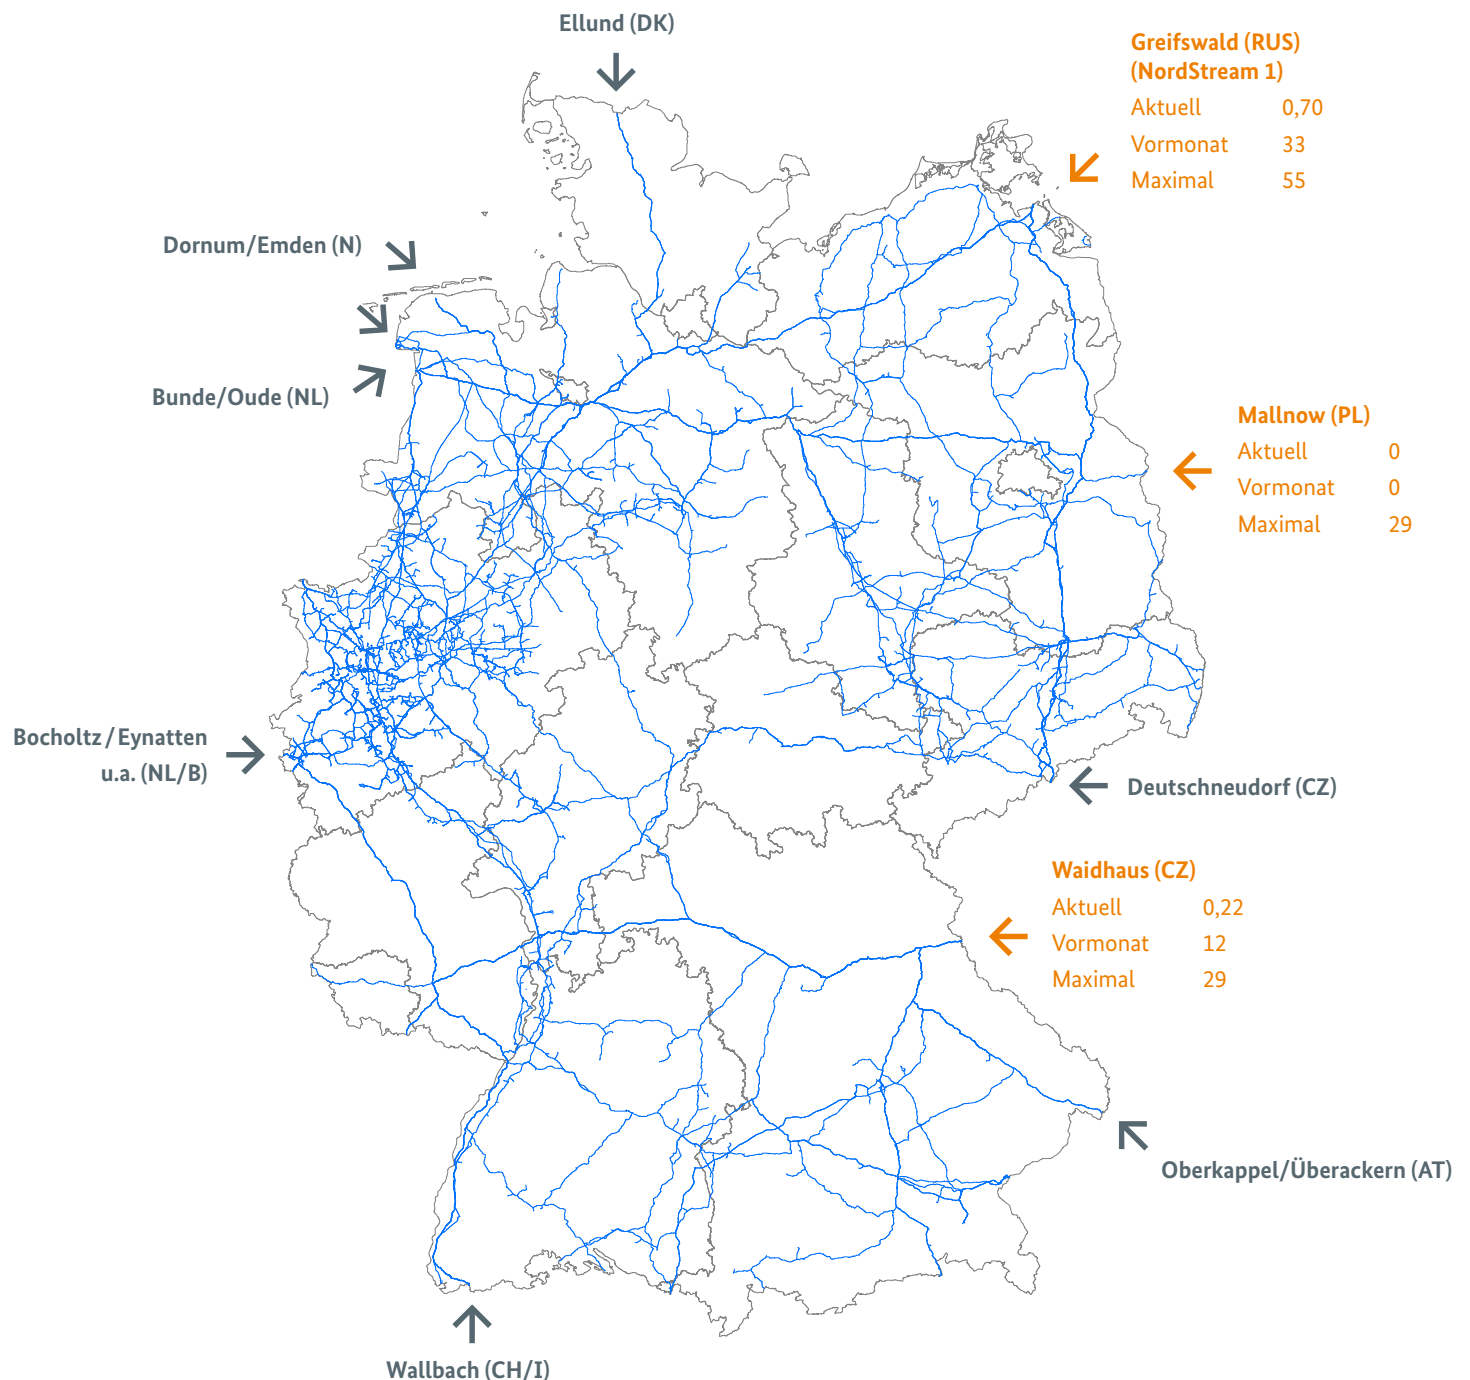 Ellund (DK)
Greifswald (RUS)
(NordStream 1)
Aktuell 0,70
Vormonat 33
Maximal 55
Dornum/Emden (N)
Bunde/Oude (NL)
Mallnow (PL)
Aktuell 0
Vormonat 0
Maximal 29
Bocholtz / Eynatten
u.a. (NL/B)
Deutschneudorf (CZ)
Waidhaus (CZ)
Aktuell 0,22
Vormonat 12
Maximal 29
Oberkappel/Überackern (AT)
Wallbach (CH/I)